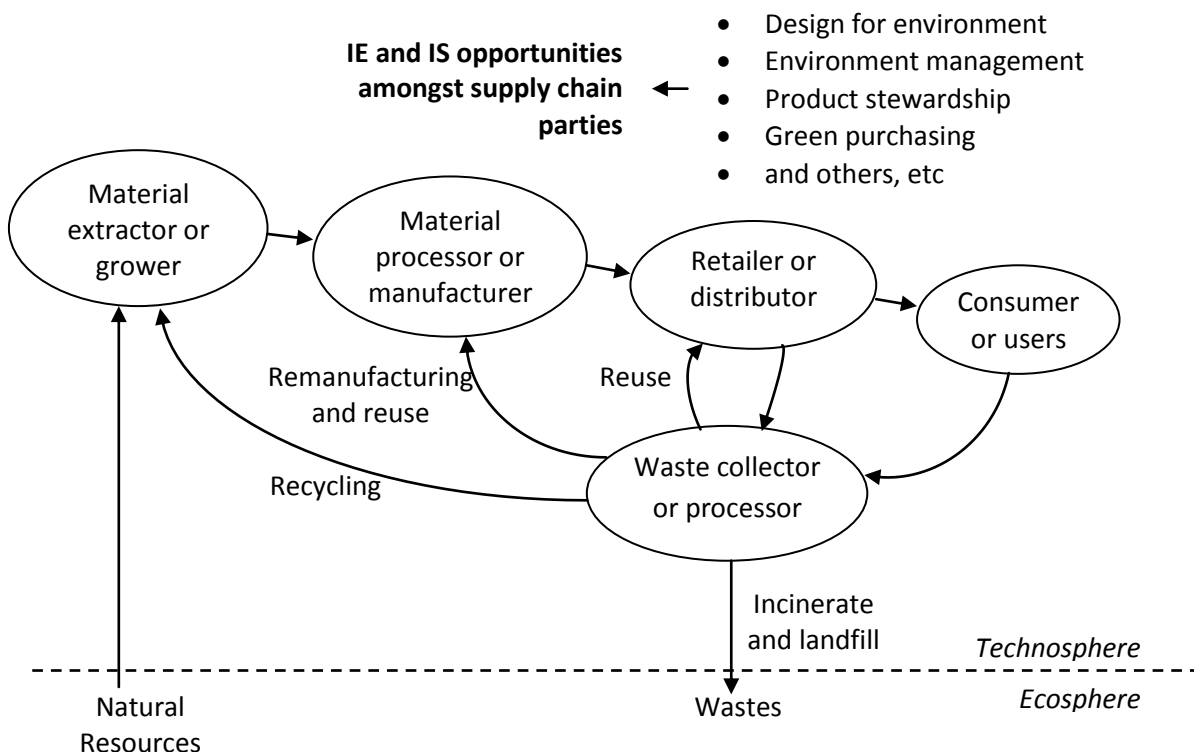 IE and IS opportunities
amongst supply chain
parties
• Design for environment
• Environment management
• Product stewardship
• Green purchasing
• and others, etc
Material
extractor or
grower
Material
processor or
manufacturer
Retailer or
distributor
Consumer
or users
Remanufacturing
and reuse
Reuse
Recycling
Waste collector
or processor
Incinerate
and landfill
Technosphere
Ecosphere
Natural
Resources
Wastes